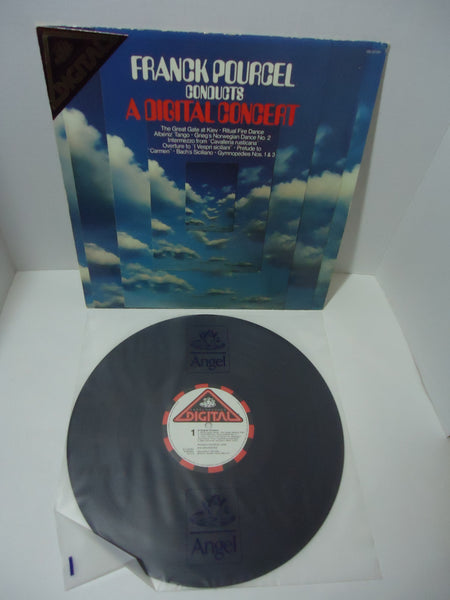 DIGITAL
FRANCK POURCEL
CONDUCTS
A DIGITAL CONCERT
The Great Gate at Kiev · Ritual Fire Dance
Albéniz' Tango · Grieg's Norwegian Dance No. 2
Intermezzo from 'Cavalleria rusticana'
Overture to 'I Vespri siciliani' · Prelude to
'Carmen' · Bach's Siciliano · Gymnopedies Nos. 1 & 3
Angel
DIGITAL
1
Angel